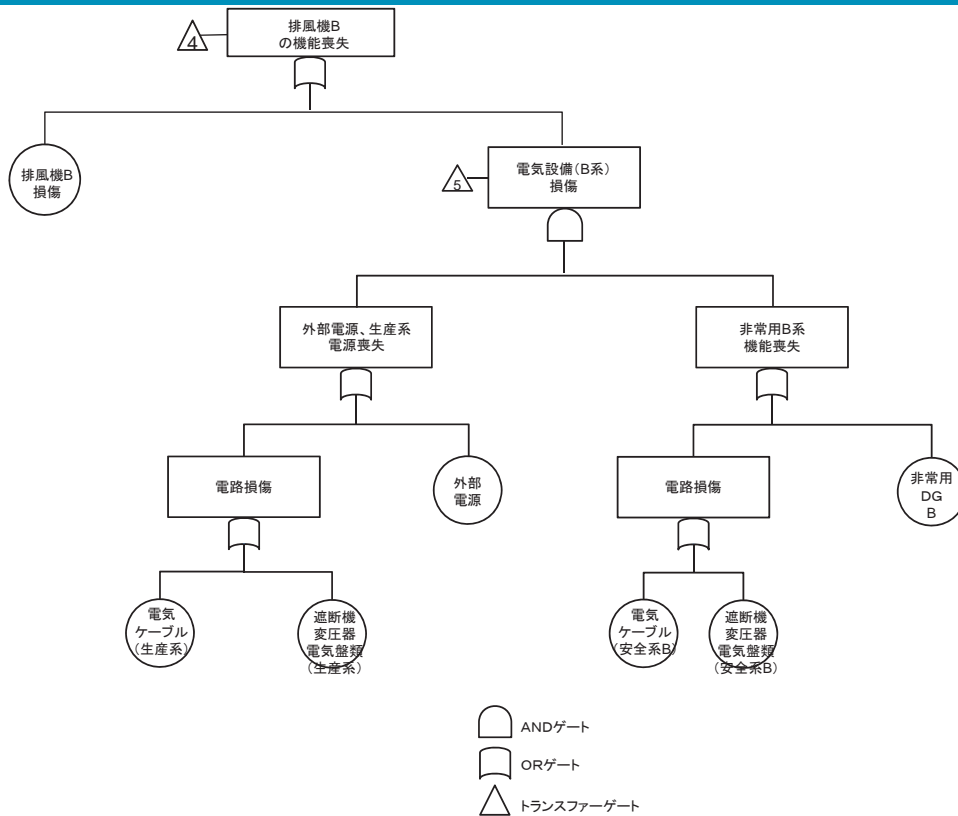 排風機B
の機能喪失
4
排風機B
損傷
電気設備(B系)
損傷
5
外部電源、生産系
電源喪失
非常用B系
機能喪失
電路損傷
外部
電源
電路損傷
非常用
DG
B
電気
ケーブル
(生産系)
遮断機
変圧器
電気盤類
(生産系)
電気
ケーブル
(安全系B)
遮断機
変圧器
電気盤類
(安全系B)
ANDゲート
ORゲート
トランスファーゲート